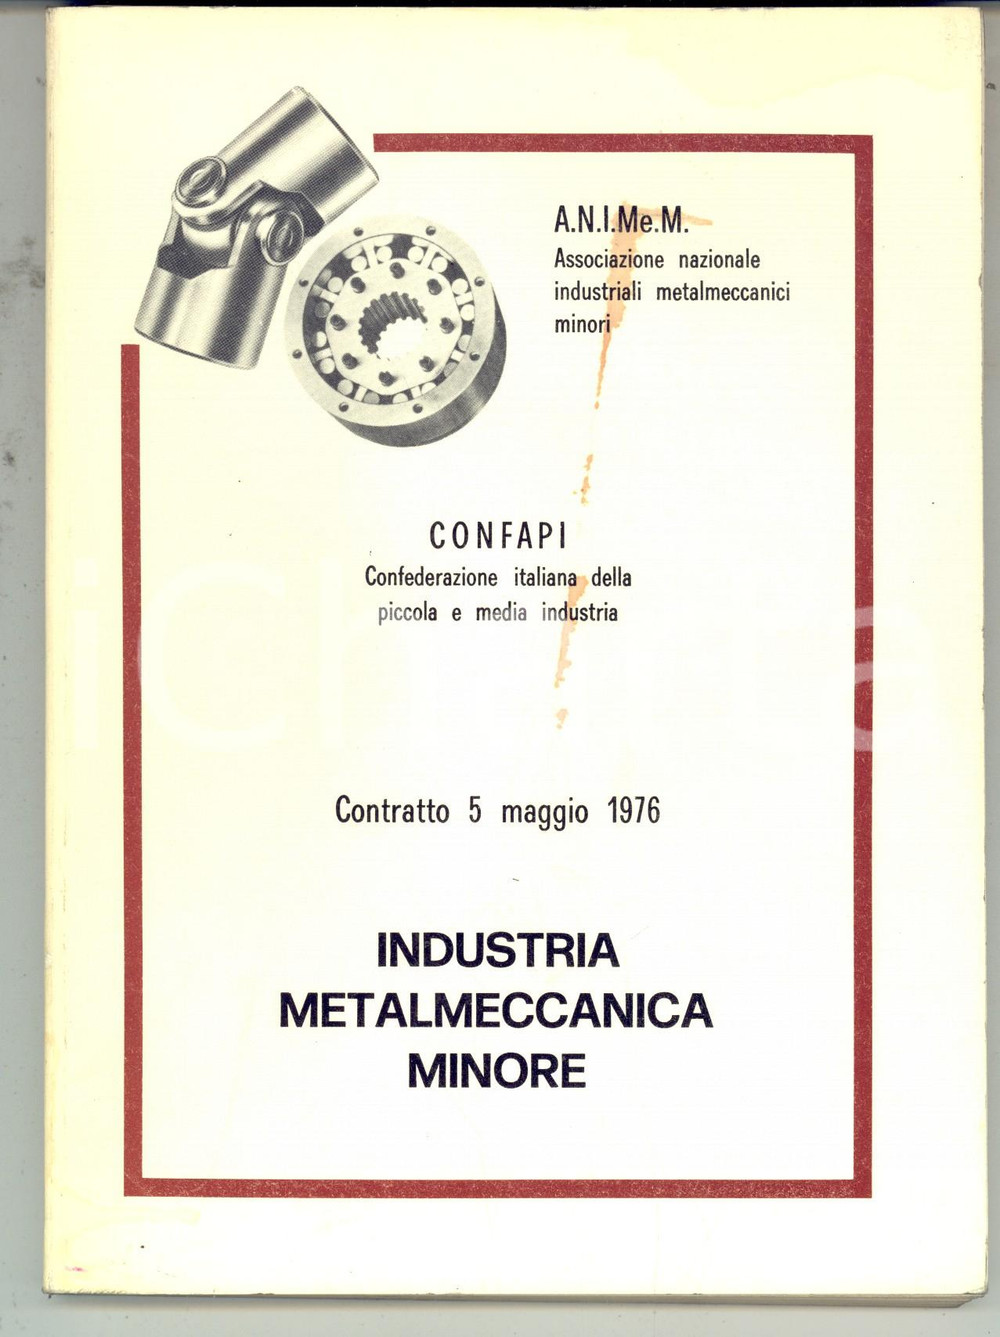 A.N.I.Me.M.
Associazione nazionale
industriali metalmeccanici
minori
CONFAPI
Confederazione italiana della
piccola e media industria
Contratto 5 maggio 1976
INDUSTRIA
METALMECCANICA
MINORE